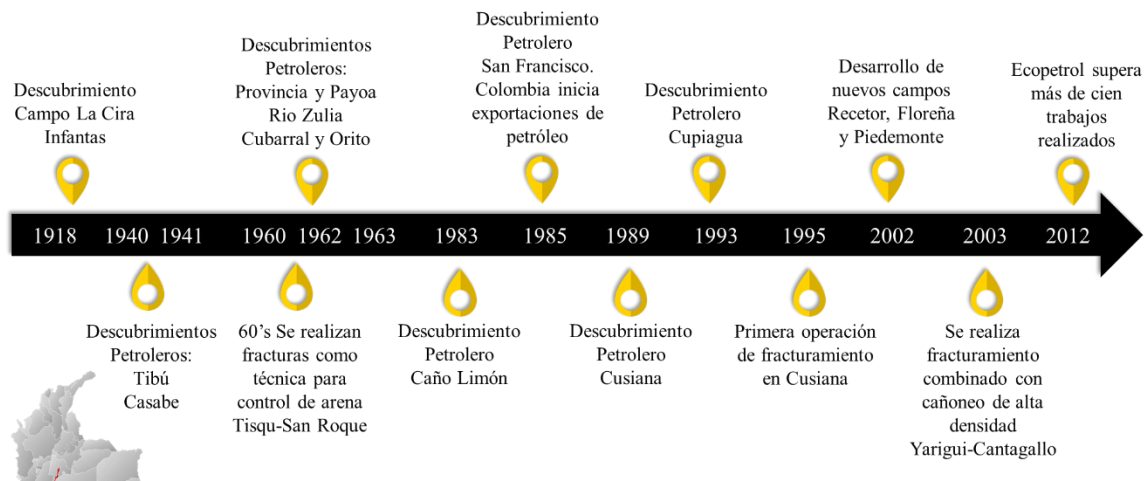 Descubrimiento
Campo La Cira
Infantas
Descubrimientos
Petroleros:
Provincia y Payoa
Rio Zulia
Cubarral y Orito
Descubrimiento
Petrolero
San Francisco.
Colombia inicia
exportaciones de
petróleo
Descubrimiento
Petrolero
Cupiagua
Desarrollo de
nuevos campos
Recetor, Floreña
y Piedemonte
Ecopetrol supera
más de cien
trabajos
realizados
1918 1940 1941 1960 1962 1963 1983 1985 1989 1993 1995 2002 2003 2012
Descubrimientos
Petroleros:
Tibú
Casabe
60’s Se realizan
fracturas como
técnica para
control de arena
Tisqu-San Roque
Descubrimiento
Petrolero
Caño Limón
Descubrimiento
Petrolero
Cusiana
Primera operación
de fracturamiento
en Cusiana
Se realiza
fracturamiento
combinado con
cañoneo de alta
densidad
Yarigui-Cantagallo